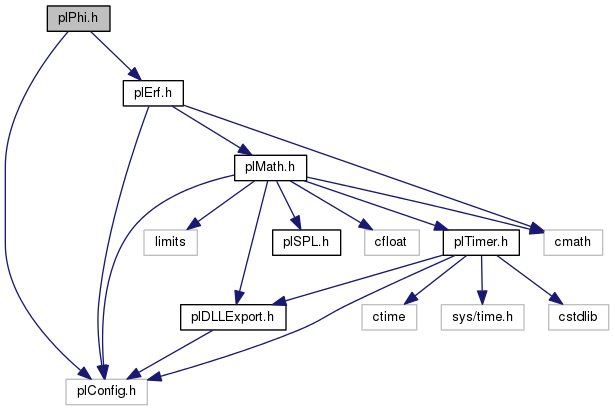 plPhi.h
plErf.h
plMath.h
limits
plSPL.h
cfloat
plTimer.h
cmath
plDLLExport.h
ctime
sys/time.h
cstdlib
plConfig.h